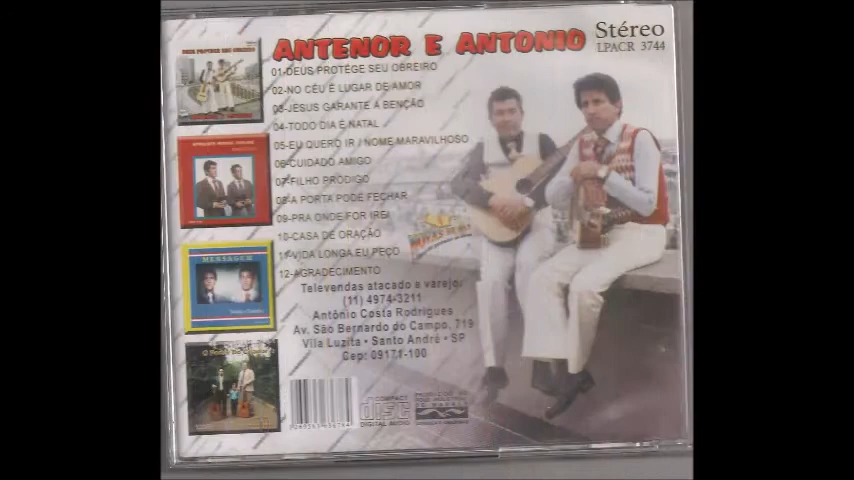 ANTENOR E ANTONIO
Stéreo
LPACR 3744
01-DEUS PROTEGE SEU OBREIRO
02-NO CÉU É LUGAR DE AMOR
03-JESUS GARANTE A BENÇÃO
04-TODO DIA É NATAL
05-EU QUERO IR / NOME MARAVILHOSO
06-CUIDADO AMIGO
07-FILHO PRÓDIGO
08-A PORTA PODE FECHAR
09-PRA ONDE FOR IREI
10-CASA DE ORAÇÃO
11-VIDA LONGA EU PEÇO
12-AGRADECIMENTO
Televendas atacado e varejo:
(11) 4974-3211
Antônio Costa Rodrigues
Av. São Bernardo do Campo, 719
Vila Luzita • Santo André • SP
Cep: 09171-100
MENSAGEM
COMPACT
disc
DIGITAL AUDIO